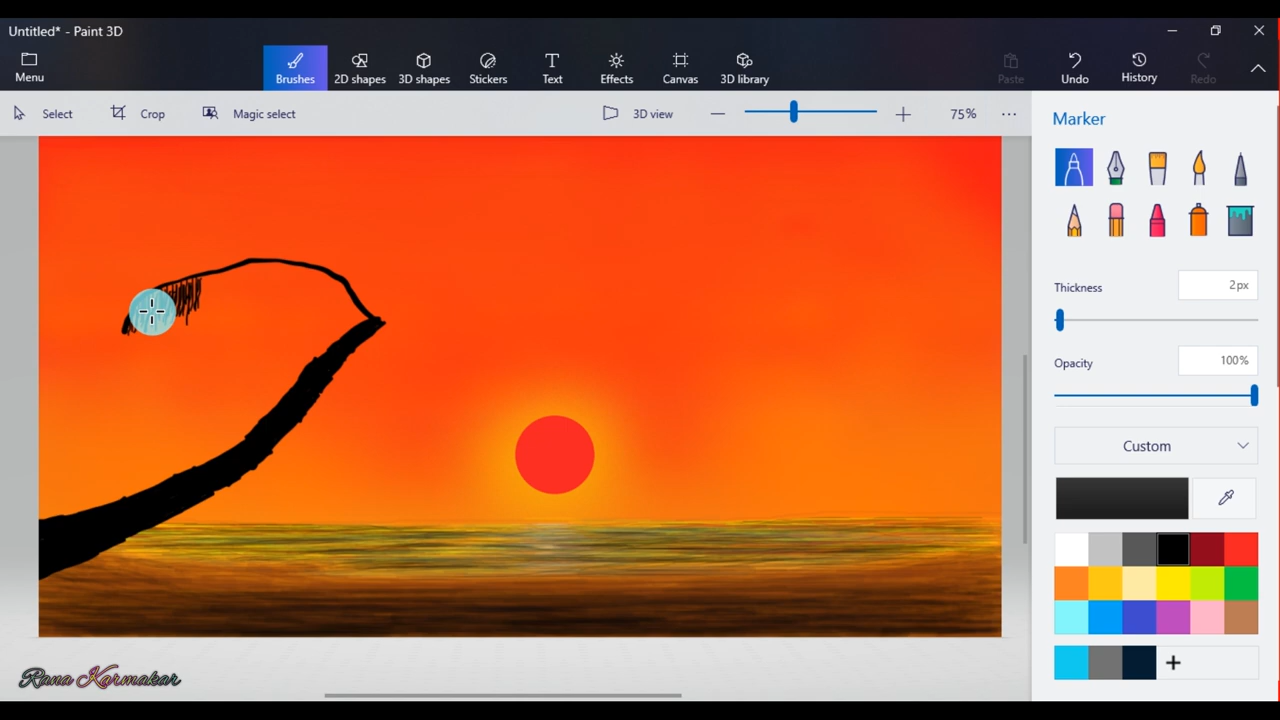 Untitled* - Paint 3D
Menu
Brushes
2D shapes
3D shapes
Stickers
Text
Effects
Canvas
3D library
Paste
Undo
History
Redo
Select
Crop
Magic select
3D view
75%
Marker
Thickness
2px
Opacity
100%
Custom
Rana Karmakar